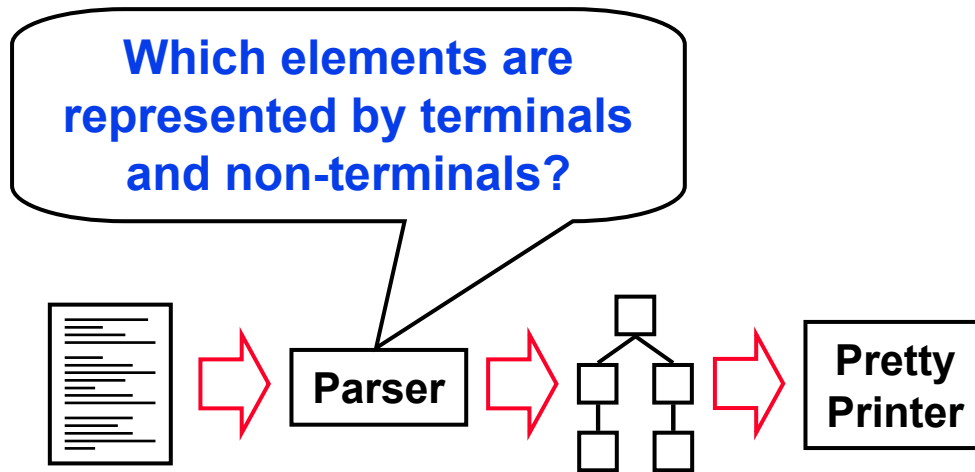 Which elements are
represented by terminals
and non-terminals?
Parser
Pretty
Printer